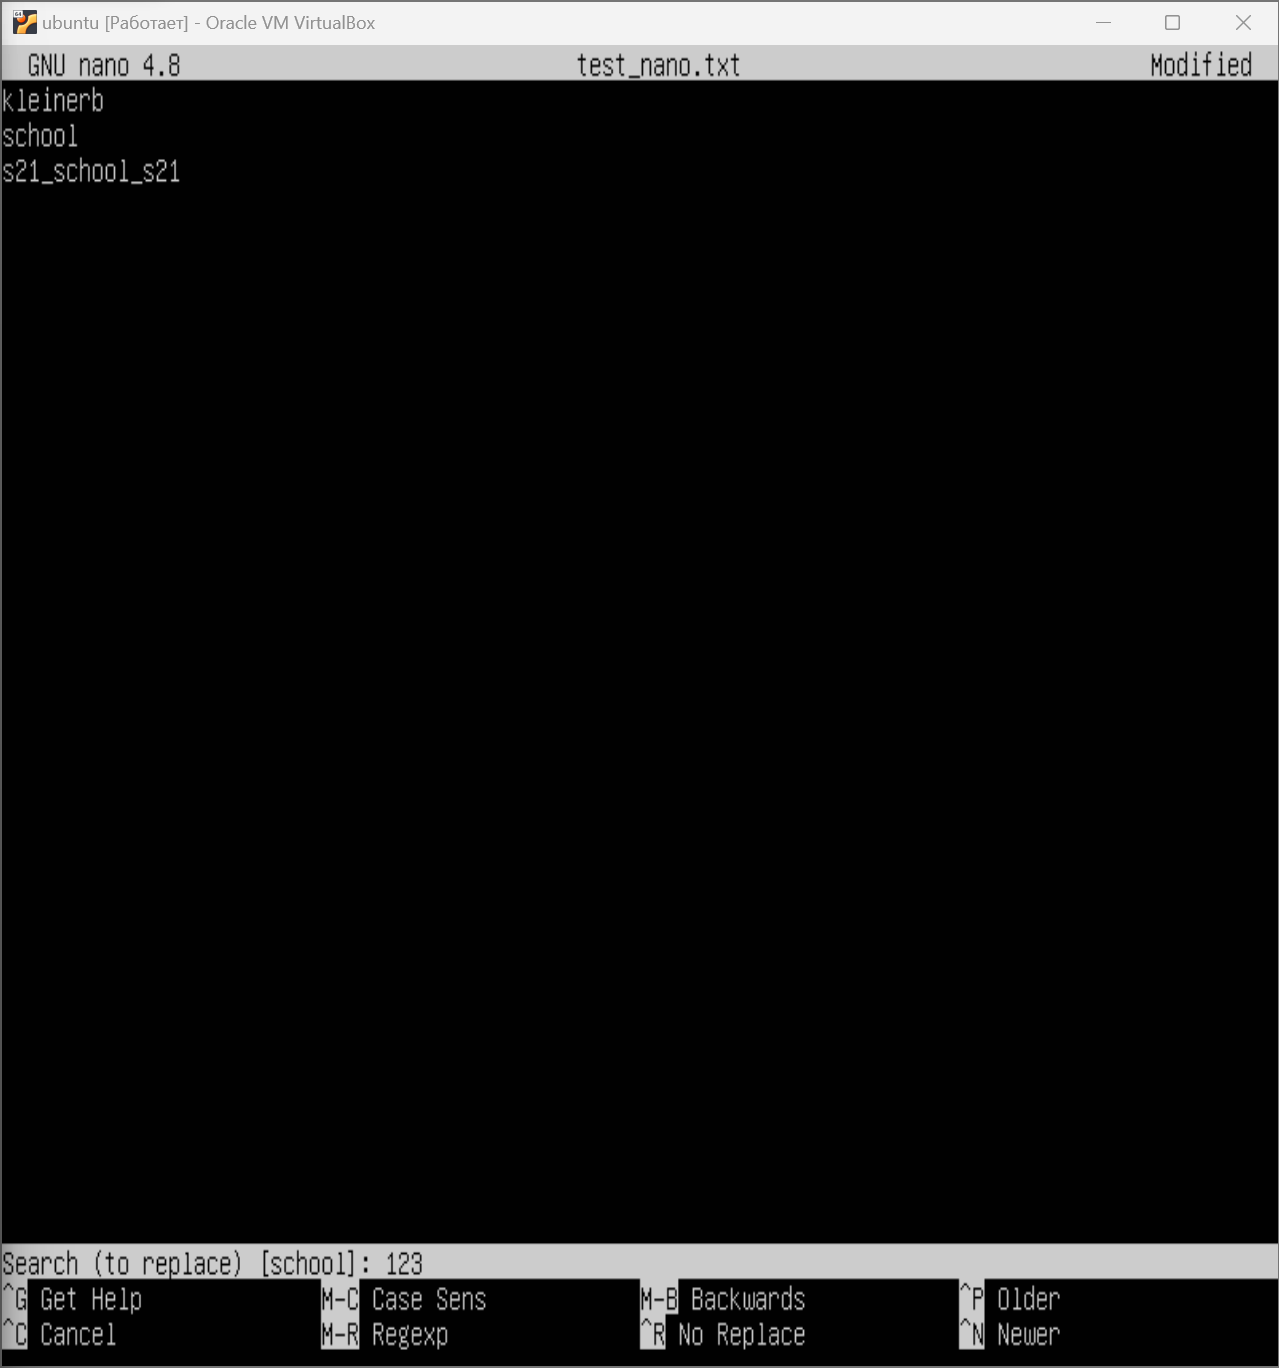 ubuntu [Работает] - Oracle VM VirtualBox
GNU nano 4.8 test_nano.txt Modified
kleinerb
school
s21_school_s21
Search (to replace) [school]: 123
^G Get Help M-C Case Sens M-B Backwards ^P Older
^C Cancel M-R Regexp ^R No Replace ^N Newer